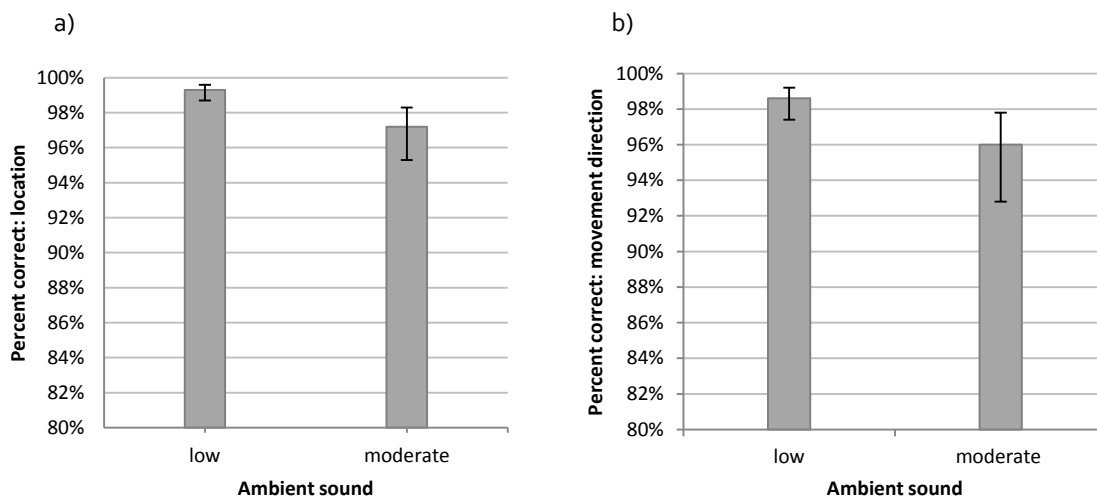 a)
100%
98%
96%
94%
92%
90%
88%
86%
84%
82%
80%
Percent correct: location
low moderate
Ambient sound
b)
100%
98%
96%
94%
92%
90%
88%
86%
84%
82%
80%
Percent correct: movement direction
low moderate
Ambient sound